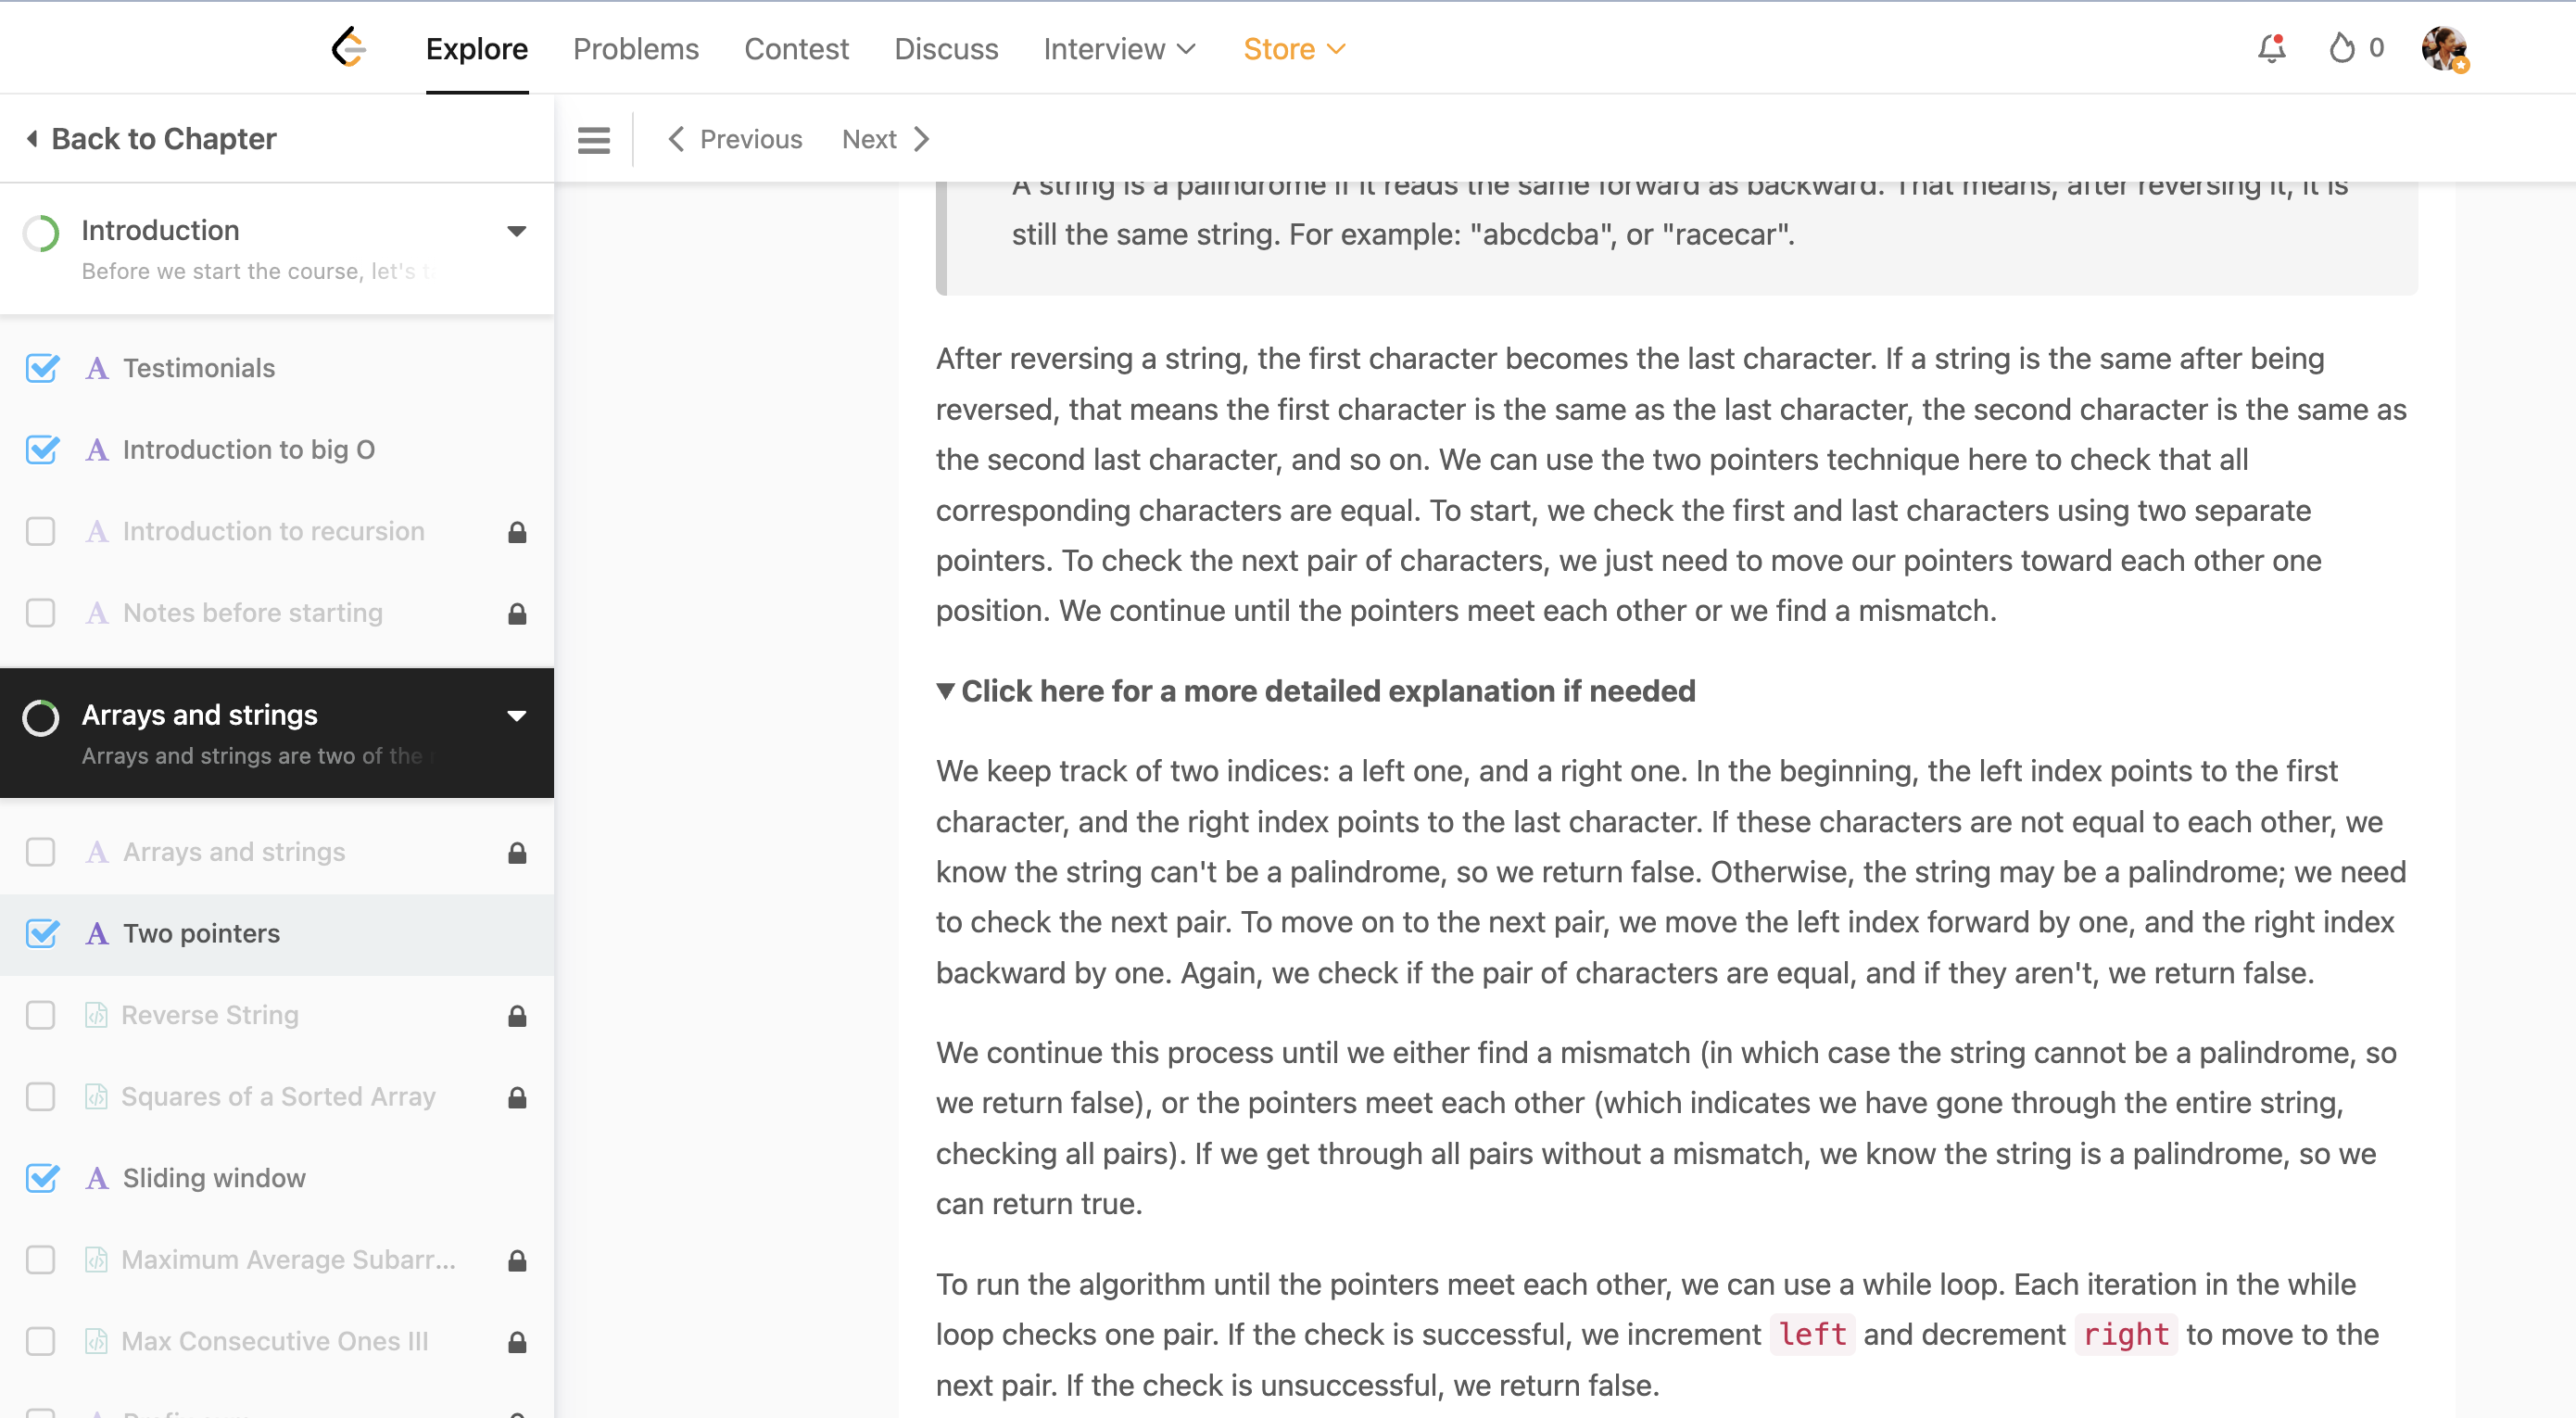 Explore Problems Contest Discuss Interview Store 0
Back to Chapter
Previous Next
Introduction
Before we start the course, let's
Testimonials
Introduction to big O
Introduction to recursion
Notes before starting
Arrays and strings
Arrays and strings are two of the
Arrays and strings
Two pointers
Reverse String
Squares of a Sorted Array
Sliding window
Maximum Average Subarr...
Max Consecutive Ones III
A string is a palindrome if it reads the same forward as backward. That means, after reversing it, it is
still the same string. For example: "abcdcba", or "racecar".
After reversing a string, the first character becomes the last character. If a string is the same after being
reversed, that means the first character is the same as the last character, the second character is the same as
the second last character, and so on. We can use the two pointers technique here to check that all
corresponding characters are equal. To start, we check the first and last characters using two separate
pointers. To check the next pair of characters, we just need to move our pointers toward each other one
position. We continue until the pointers meet each other or we find a mismatch.
Click here for a more detailed explanation if needed
We keep track of two indices: a left one, and a right one. In the beginning, the left index points to the first
character, and the right index points to the last character. If these characters are not equal to each other, we
know the string can't be a palindrome, so we return false. Otherwise, the string may be a palindrome; we need
to check the next pair. To move on to the next pair, we move the left index forward by one, and the right index
backward by one. Again, we check if the pair of characters are equal, and if they aren't, we return false.
We continue this process until we either find a mismatch (in which case the string cannot be a palindrome, so
we return false), or the pointers meet each other (which indicates we have gone through the entire string,
checking all pairs). If we get through all pairs without a mismatch, we know the string is a palindrome, so we
can return true.
To run the algorithm until the pointers meet each other, we can use a while loop. Each iteration in the while
loop checks one pair. If the check is successful, we increment left and decrement right to move to the
next pair. If the check is unsuccessful, we return false.